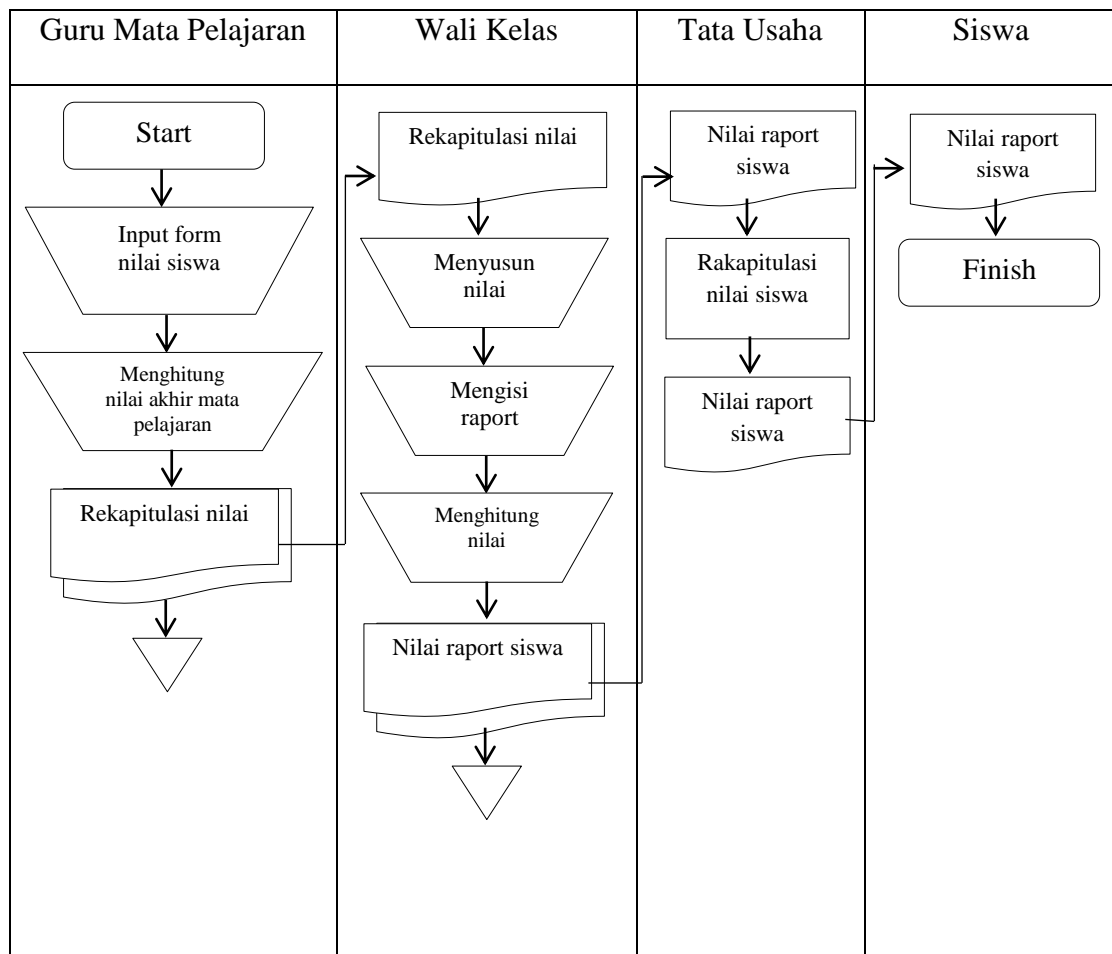 Guru Mata Pelajaran
Wali Kelas
Tata Usaha
Siswa
Start
Input form
nilai siswa
Menghitung
nilai akhir mata
pelajaran
Rekapitulasi nilai
Rekapitulasi nilai
Menyusun
nilai
Mengisi
raport
Menghitung
nilai
Nilai raport siswa
Nilai raport
siswa
Rakapitulasi
nilai siswa
Nilai raport
siswa
Nilai raport
siswa
Finish